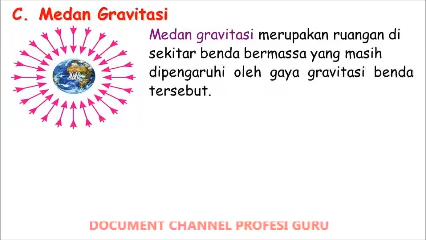 C. Medan Gravitasi
Medan gravitasi merupakan ruangan di
sekitar benda bermassa yang masih
dipengaruhi oleh gaya gravitasi benda
tersebut.
DOCUMENT CHANNEL PROFESI GURU